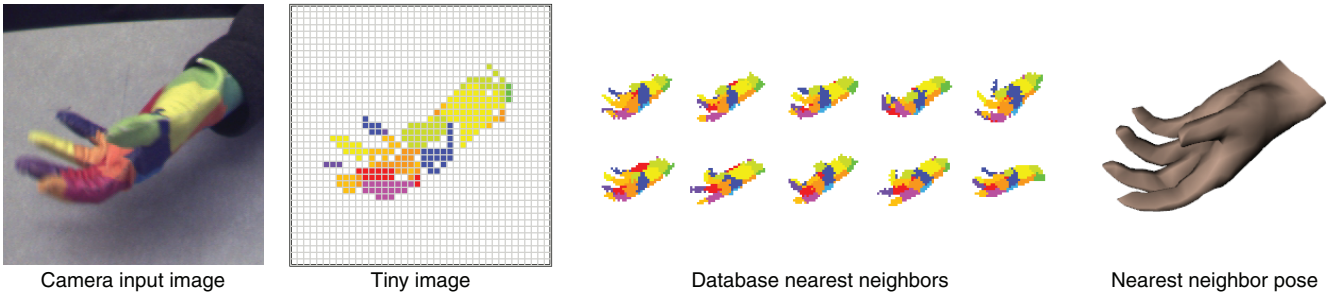 Camera input image
Tiny image
Database nearest neighbors
Nearest neighbor pose